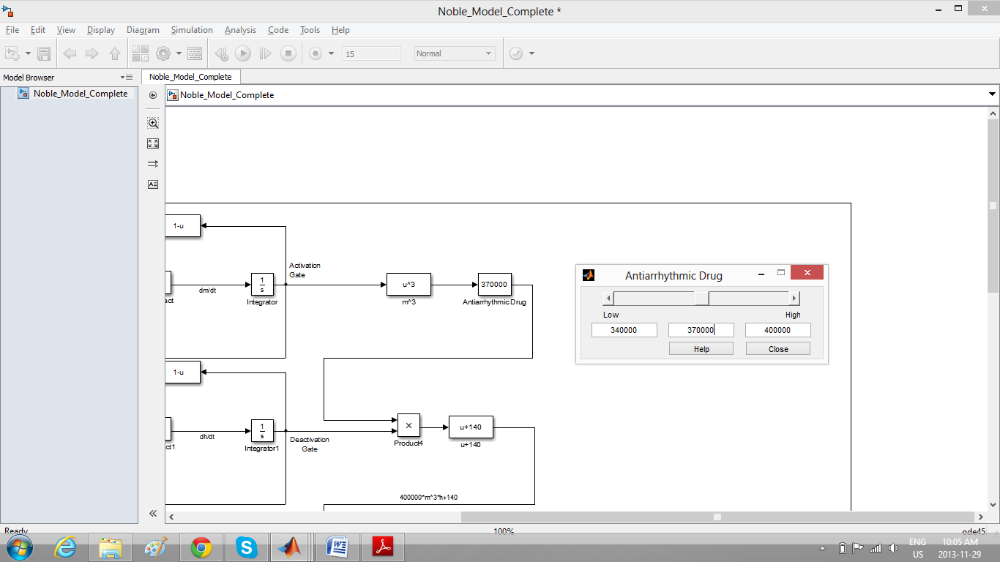 Noble_Model_Complete *
File Edit View Display Diagram Simulation Analysis Code Tools Help
15 Normal
Model Browser
Noble_Model_Complete
Noble_Model_Complete
Noble_Model_Complete
1-u
Activation
Gate
dm/dt
1
s
Integrator
act
u^3
m^3
370000
Antiarrhythmic Drug
Antiarrhythmic Drug
Low High
340000 370000 400000
Help Close
1-u
dh/dt
1
s
Integrator1
ct1
Deactivation
Gate
×
Product4
u+140
u+140
400000*m^3*h+140
Ready 100% ode45
ENG 10:05 AM
US 2013-11-29